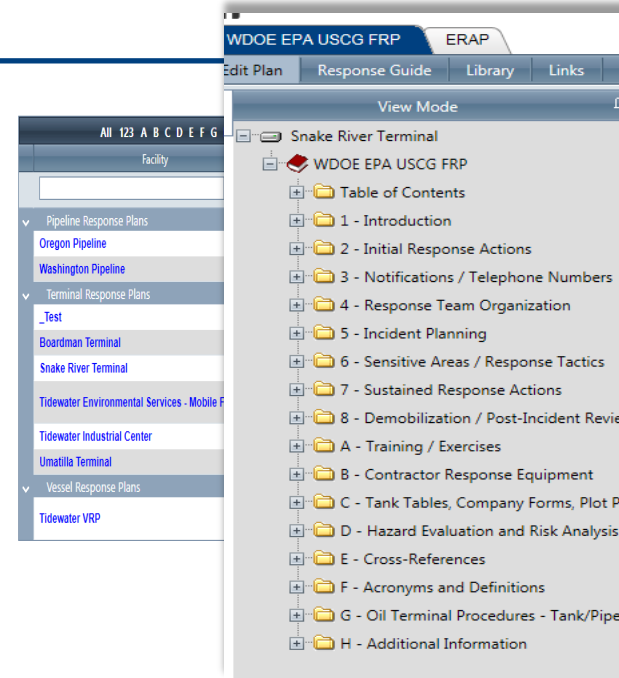 WDOE EPA USCG FRP
ERAP
Edit Plan
Response Guide
Library
Links
View Mode
Snake River Terminal
WDOE EPA USCG FRP
Table of Contents
1 - Introduction
2 - Initial Response Actions
3 - Notifications / Telephone Numbers
4 - Response Team Organization
5 - Incident Planning
6 - Sensitive Areas / Response Tactics
7 - Sustained Response Actions
8 - Demobilization / Post-Incident Revie
A - Training / Exercises
B - Contractor Response Equipment
C - Tank Tables, Company Forms, Plot P
D - Hazard Evaluation and Risk Analysis
E - Cross-References
F - Acronyms and Definitions
G - Oil Terminal Procedures - Tank/Pipe
H - Additional Information
All 123 A B C D E F G
Facility
Pipeline Response Plans
Oregon Pipeline
Washington Pipeline
Terminal Response Plans
_Test
Boardman Terminal
Snake River Terminal
Tidewater Environmental Services - Mobile F
Tidewater Industrial Center
Umatilla Terminal
Vessel Response Plans
Tidewater VRP